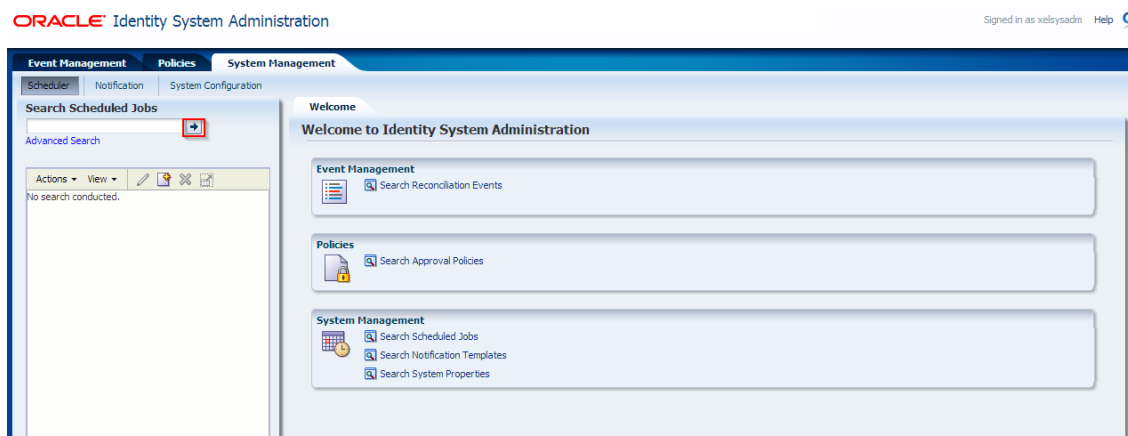 ORACLE® Identity System Administration
Signed in as xelsysadm Help
Event Management Policies System Management
Scheduler Notification System Configuration
Search Scheduled Jobs
Advanced Search
Actions View
No search conducted.
Welcome
Welcome to Identity System Administration
Event Management
Search Reconciliation Events
Policies
Search Approval Policies
System Management
Search Scheduled Jobs
Search Notification Templates
Search System Properties